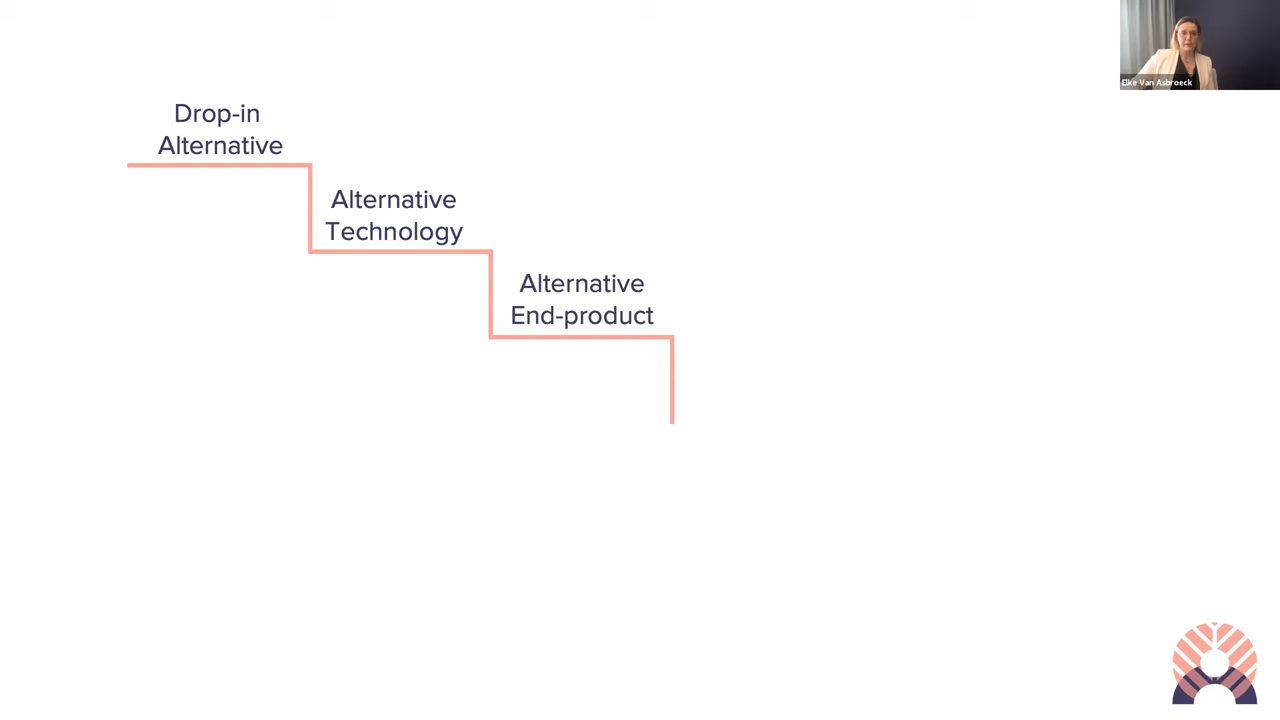 Elke Van Asbroeck
Drop-in
Alternative
Alternative
Technology
Alternative
End-product